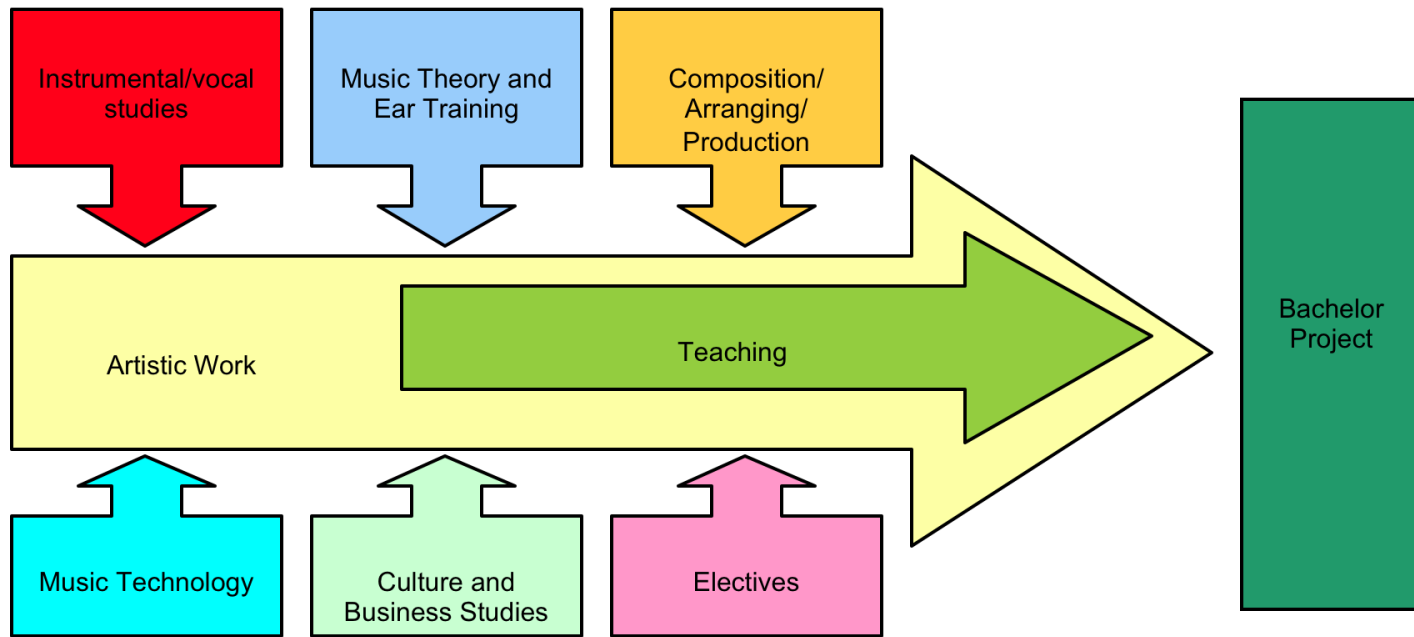 Instrumental/vocal
studies
Music Theory and
Ear Training
Composition/
Arranging/
Production
Artistic Work
Teaching
Bachelor
Project
Music Technology
Culture and
Business Studies
Electives